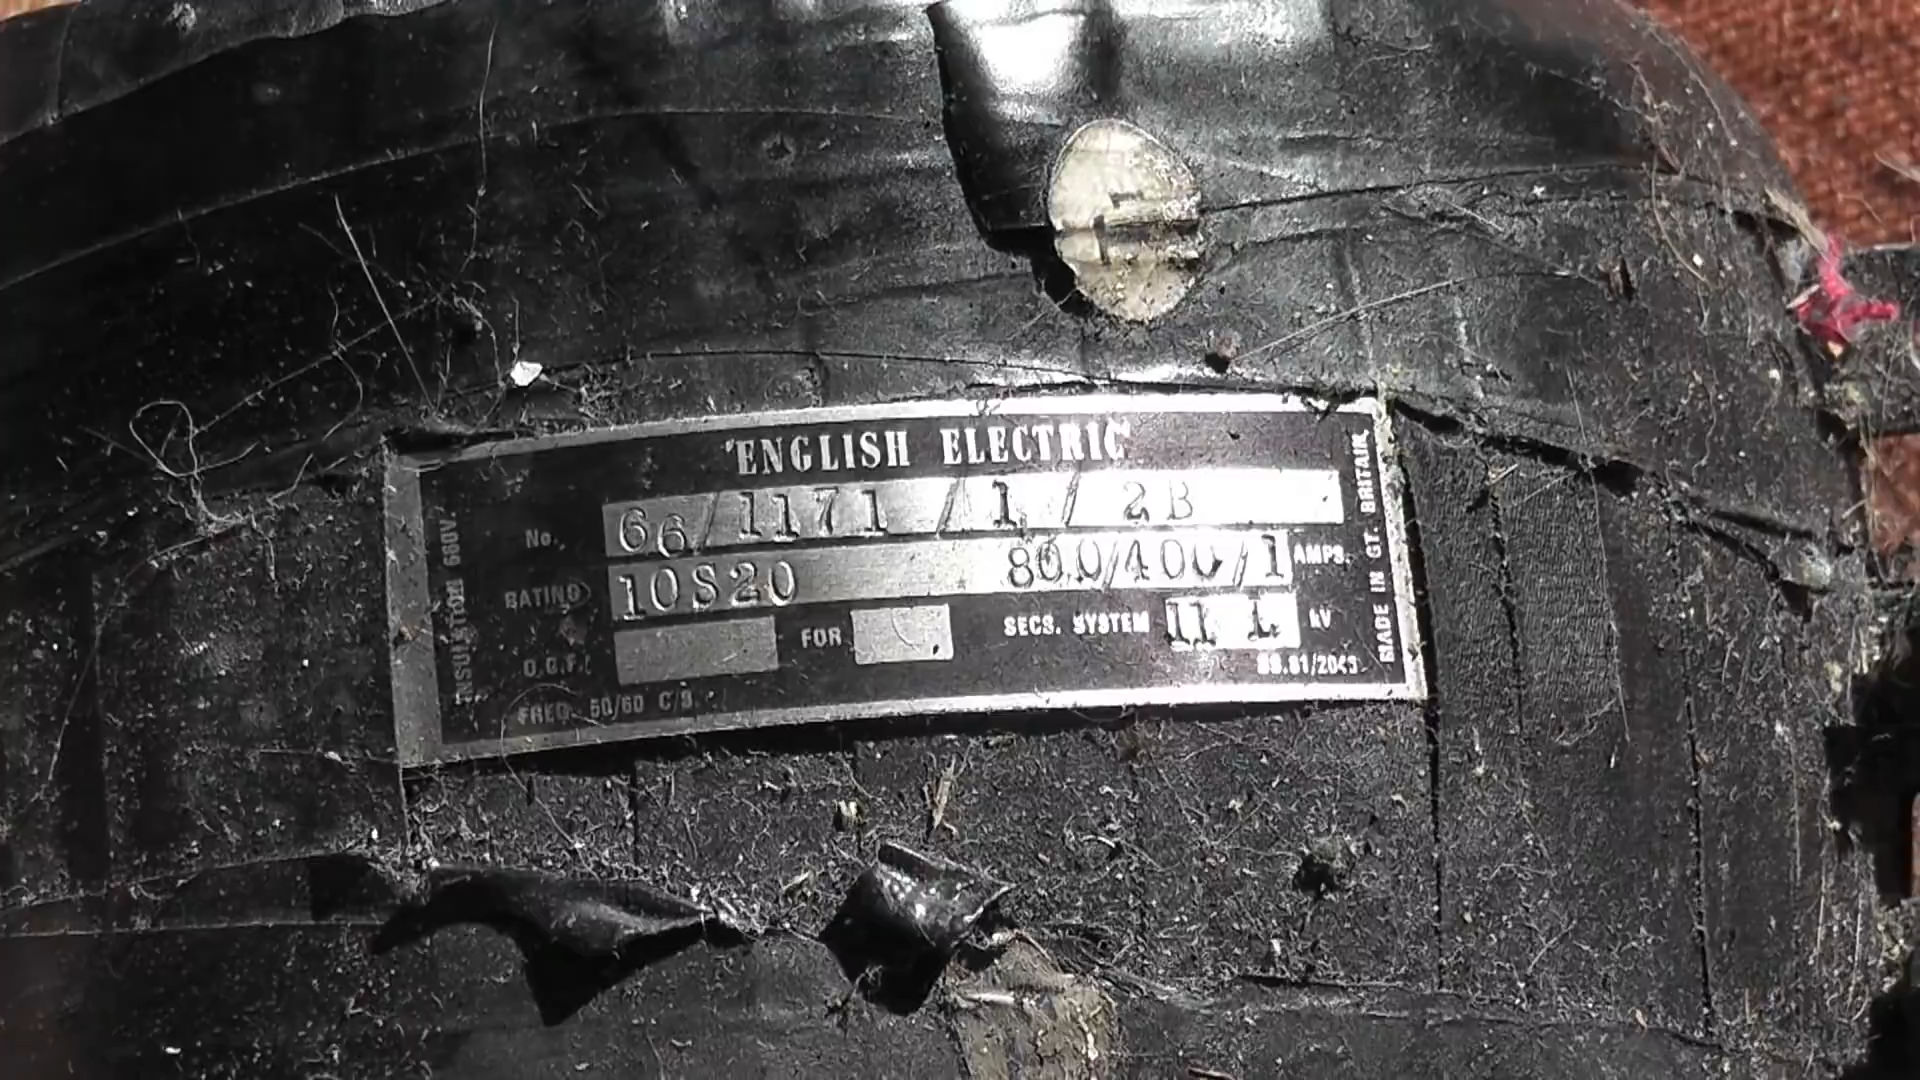 'ENGLISH ELECTRIC'
No. 66/1171/1/2B
RATING 10S20 800/400/1 AMPS.
O.C.F. FOR SECS. SYSTEM 11 kV
FREQ. 50/60 C/S
INSULATION 660V
MADE IN GT. BRITAIN